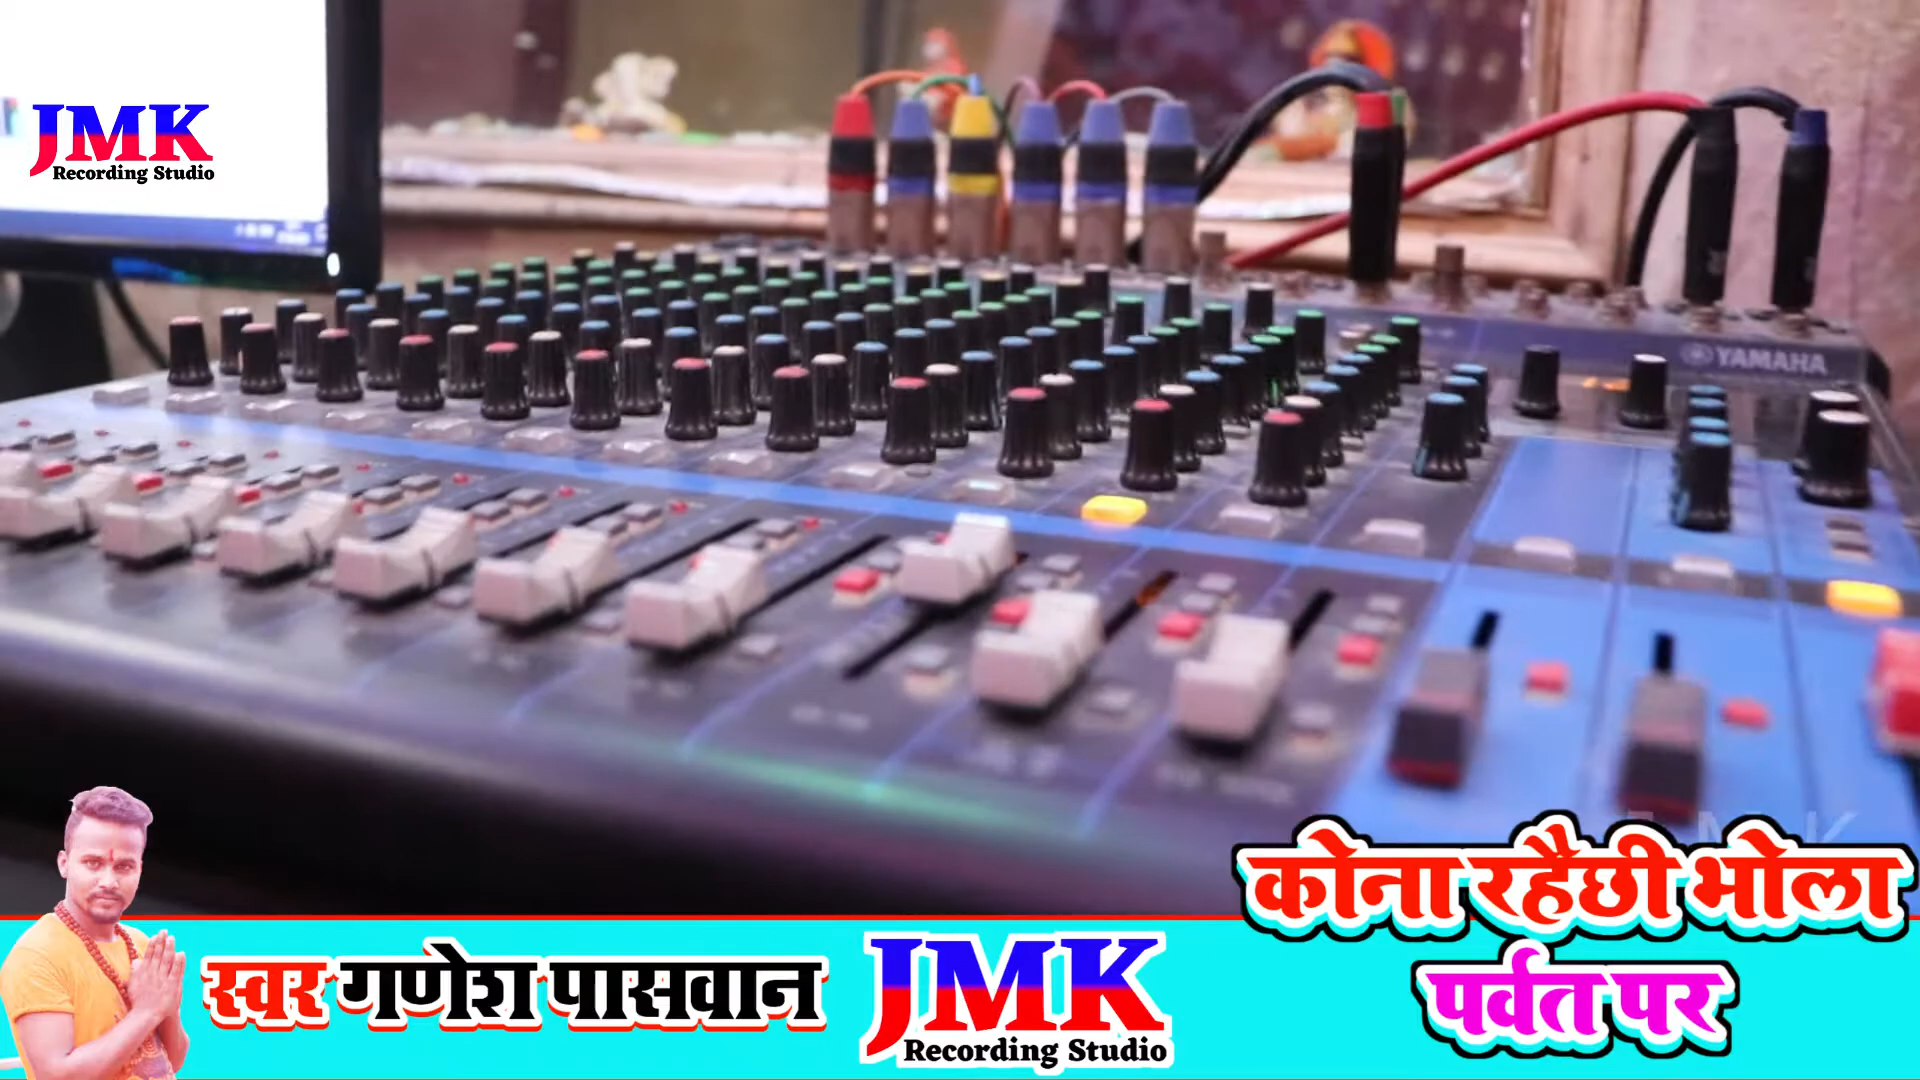 JMK
Recording Studio
YAMAHA
कोना रहैछी भोला
पर्वत पर
स्वर गणेश पासवान
JMK
Recording Studio